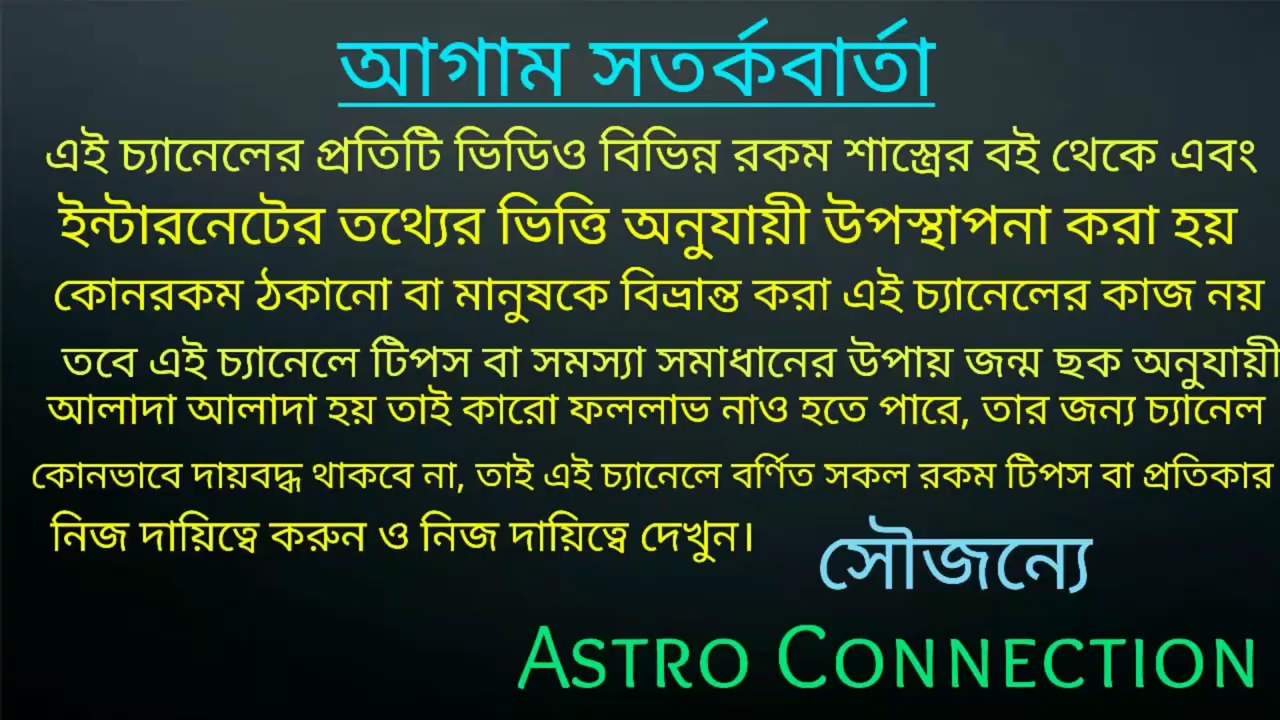 আগাম সতর্কবার্তা
এই চ্যানেলের প্রতিটি ভিডিও বিভিন্ন রকম শাস্ত্রের বই থেকে এবং
ইন্টারনেটের তথ্যের ভিত্তি অনুযায়ী উপস্থাপনা করা হয়
কোনরকম ঠকানো বা মানুষকে বিভ্রান্ত করা এই চ্যানেলের কাজ নয়
তবে এই চ্যানেলে টিপস বা সমস্যা সমাধানের উপায় জন্ম ছক অনুযায়ী
আলাদা আলাদা হয় তাই কারো ফললাভ নাও হতে পারে, তার জন্য চ্যানেল
কোনভাবে দায়বদ্ধ থাকবে না, তাই এই চ্যানেলে বর্ণিত সকল রকম টিপস বা প্রতিকার
নিজ দায়িত্বে করুন ও নিজ দায়িত্বে দেখুন।
সৌজন্যে
ASTRO CONNECTION